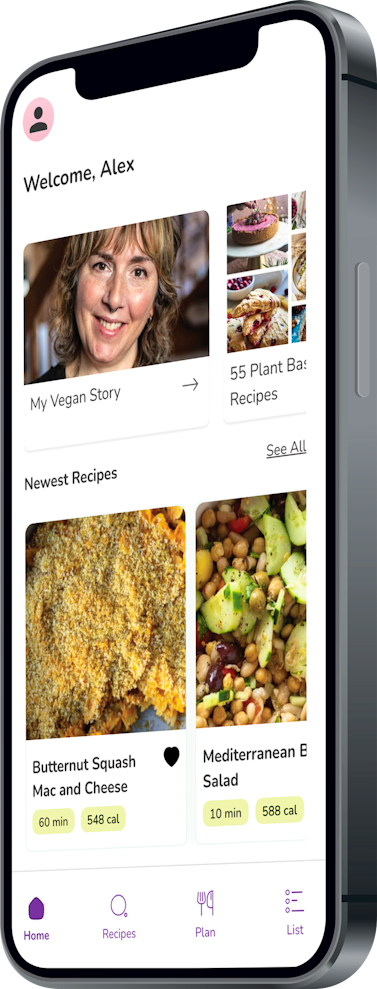 Welcome, Alex
My Vegan Story
55 Plant Bas
Recipes
See All
Newest Recipes
Butternut Squash
Mac and Cheese
60 min
548 cal
Mediterranean B
Salad
10 min
588 cal
Home
Recipes
Plan
List